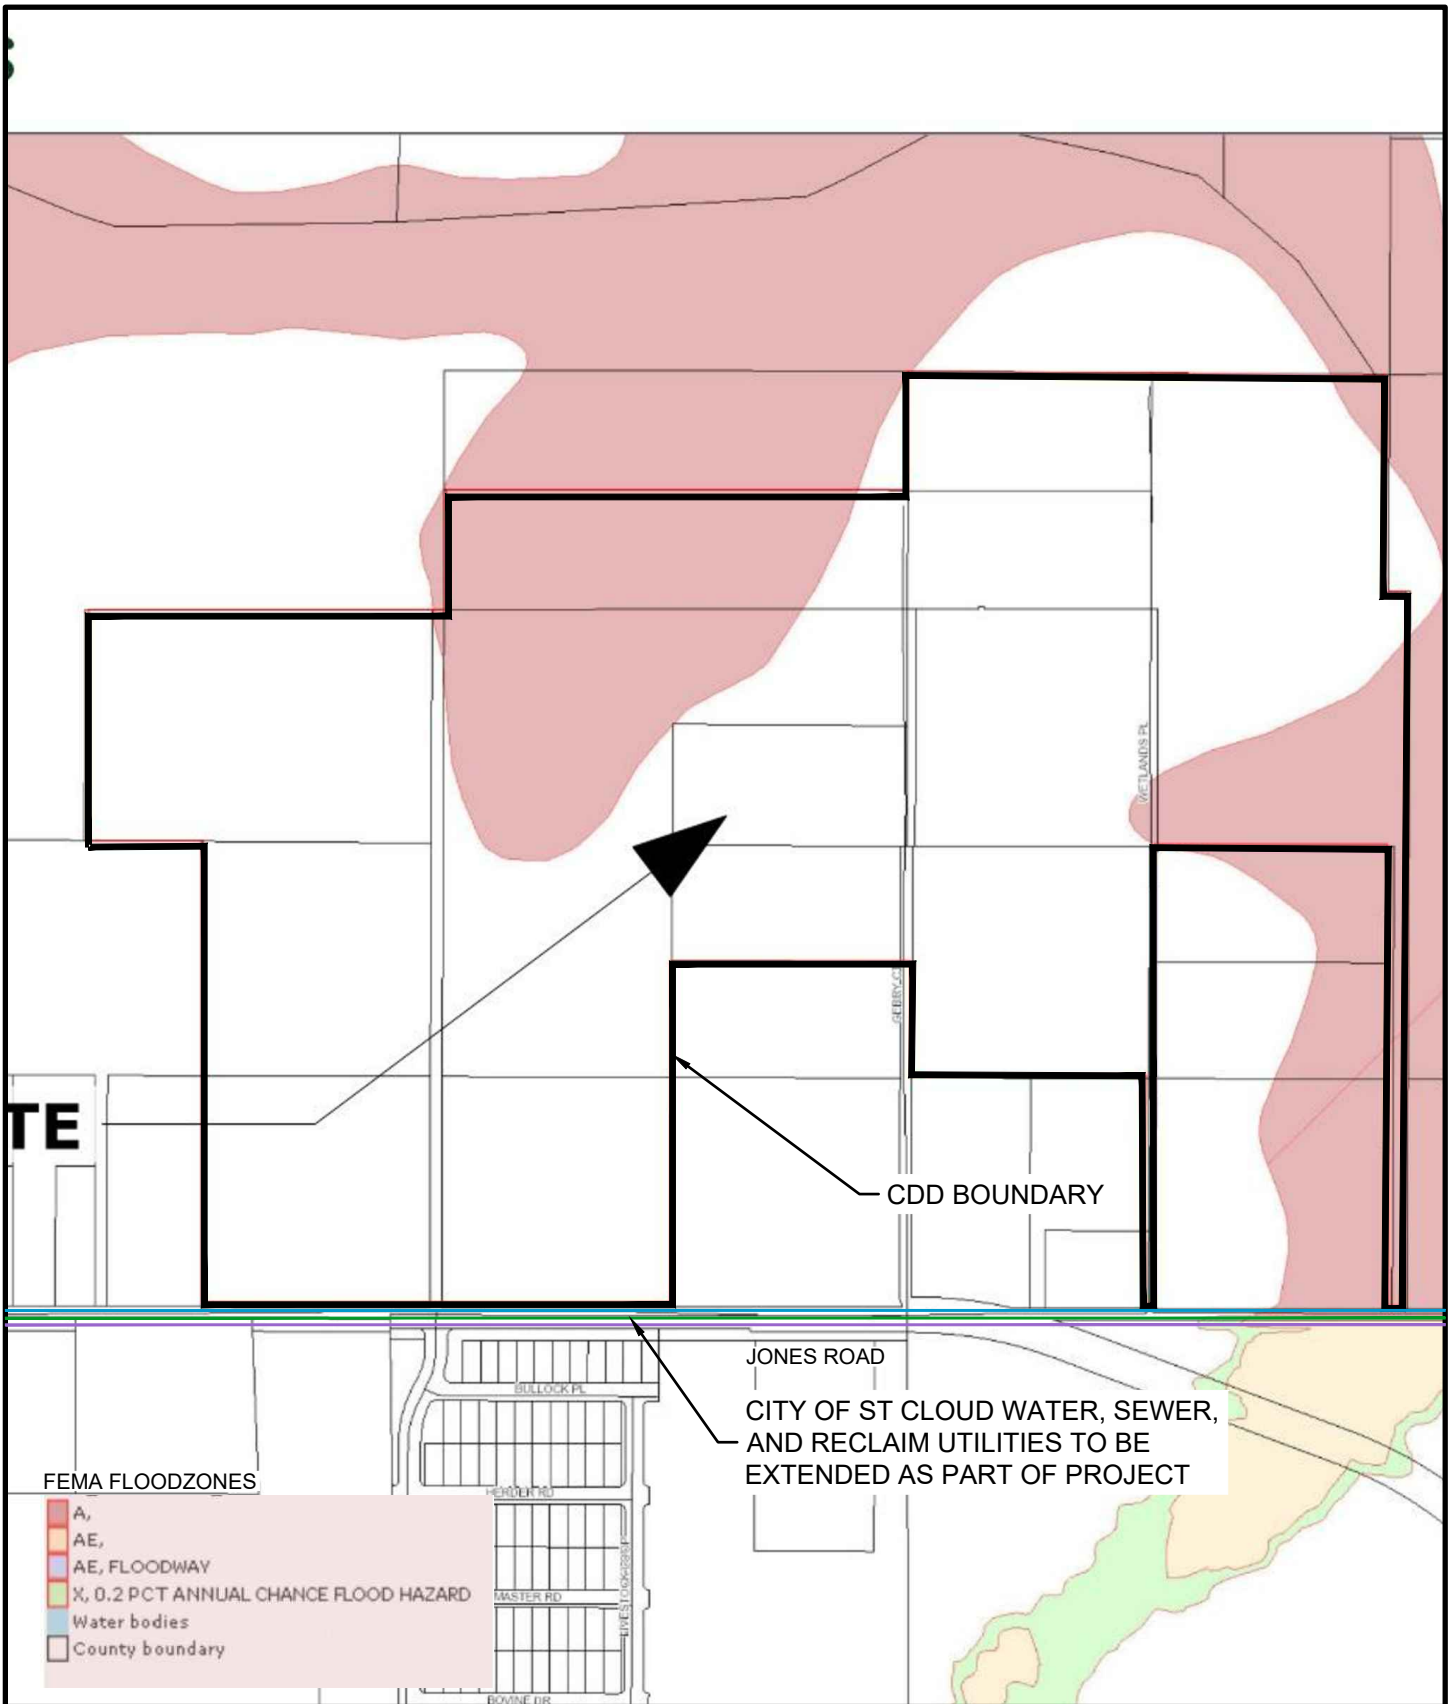 WETLANDS PL
TE
CDD BOUNDARY
JONES ROAD
BULLOCK PL
CITY OF ST CLOUD WATER, SEWER,
AND RECLAIM UTILITIES TO BE
EXTENDED AS PART OF PROJECT
FEMA FLOODZONES
A,
AE,
AE, FLOODWAY
X, 0.2 PCT ANNUAL CHANCE FLOOD HAZARD
Water bodies
County boundary
HERDER RD
MASTER RD
BOVINE DR